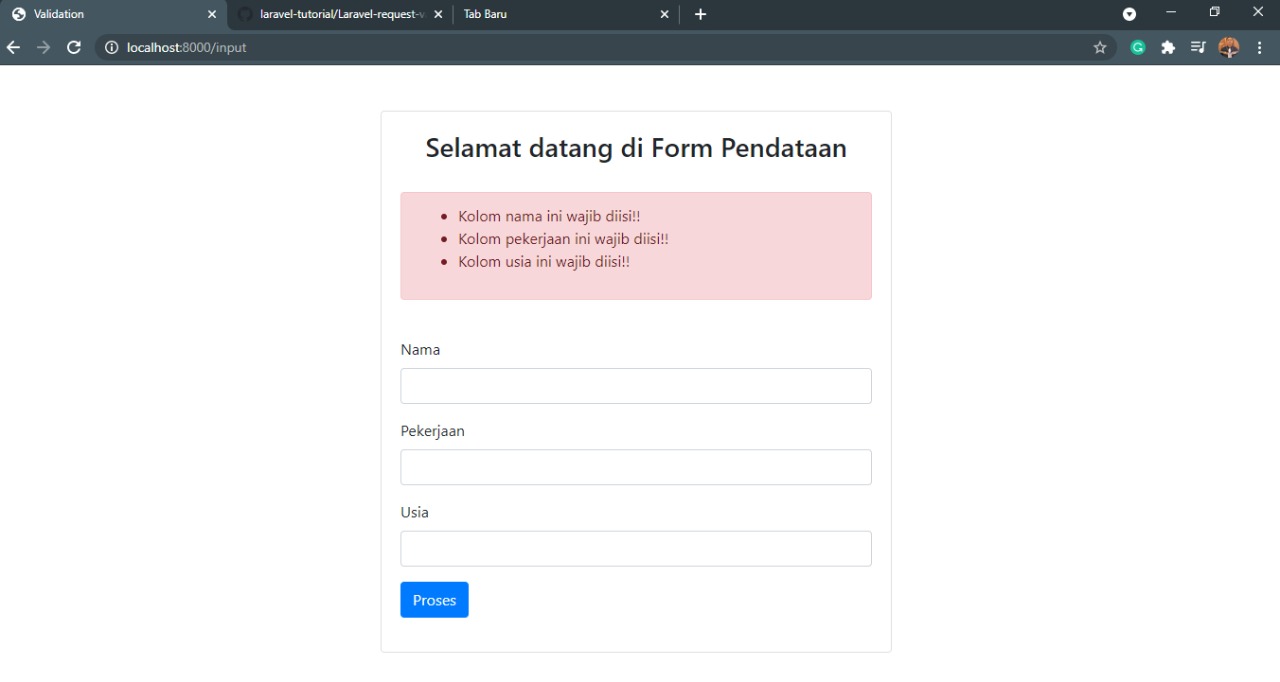 Validation
laravel-tutorial/Laravel-request-v
Tab Baru
localhost:8000/input
Selamat datang di Form Pendataan
Kolom nama ini wajib diisi!!
Kolom pekerjaan ini wajib diisi!!
Kolom usia ini wajib diisi!!
Nama
Pekerjaan
Usia
Proses